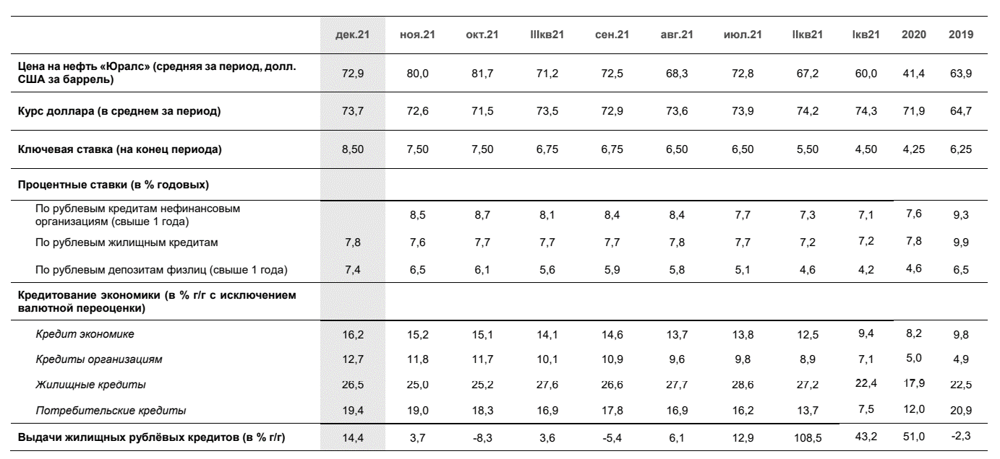 дек.21 ноя.21 окт.21 IIIкв21 сен.21 авг.21 июл.21 IIкв21 Iкв21 2020 2019
Цена на нефть «Юралс» (средняя за период, долл.
США за баррель) 72,9 80,0 81,7 71,2 72,5 68,3 72,8 67,2 60,0 41,4 63,9
Курс доллара (в среднем за период) 73,7 72,6 71,5 73,5 72,9 73,6 73,9 74,2 74,3 71,9 64,7
Ключевая ставка (на конец периода) 8,50 7,50 7,50 6,75 6,75 6,50 6,50 5,50 4,50 4,25 6,25
Процентные ставки (в % годовых)
По рублевым кредитам нефинансовым
организациям (свыше 1 года) 8,5 8,7 8,1 8,4 8,4 7,7 7,3 7,1 7,6 9,3
По рублевым жилищным кредитам 7,8 7,6 7,7 7,7 7,7 7,8 7,7 7,2 7,2 7,8 9,9
По рублевым депозитам физлиц (свыше 1 года) 7,4 6,5 6,1 5,6 5,9 5,8 5,1 4,6 4,2 4,6 6,5
Кредитование экономики (в % г/г с исключением
валютной переоценки)
Кредит экономике 16,2 15,2 15,1 14,1 14,6 13,7 13,8 12,5 9,4 8,2 9,8
Кредиты организациям 12,7 11,8 11,7 10,1 10,9 9,6 9,8 8,9 7,1 5,0 4,9
Жилищные кредиты 26,5 25,0 25,2 27,6 26,6 27,7 28,6 27,2 22,4 17,9 22,5
Потребительские кредиты 19,4 19,0 18,3 16,9 17,8 16,9 16,2 13,7 7,5 12,0 20,9
Выдачи жилищных рублёвых кредитов (в % г/г) 14,4 3,7 -8,3 3,6 -5,4 6,1 12,9 108,5 43,2 51,0 -2,3